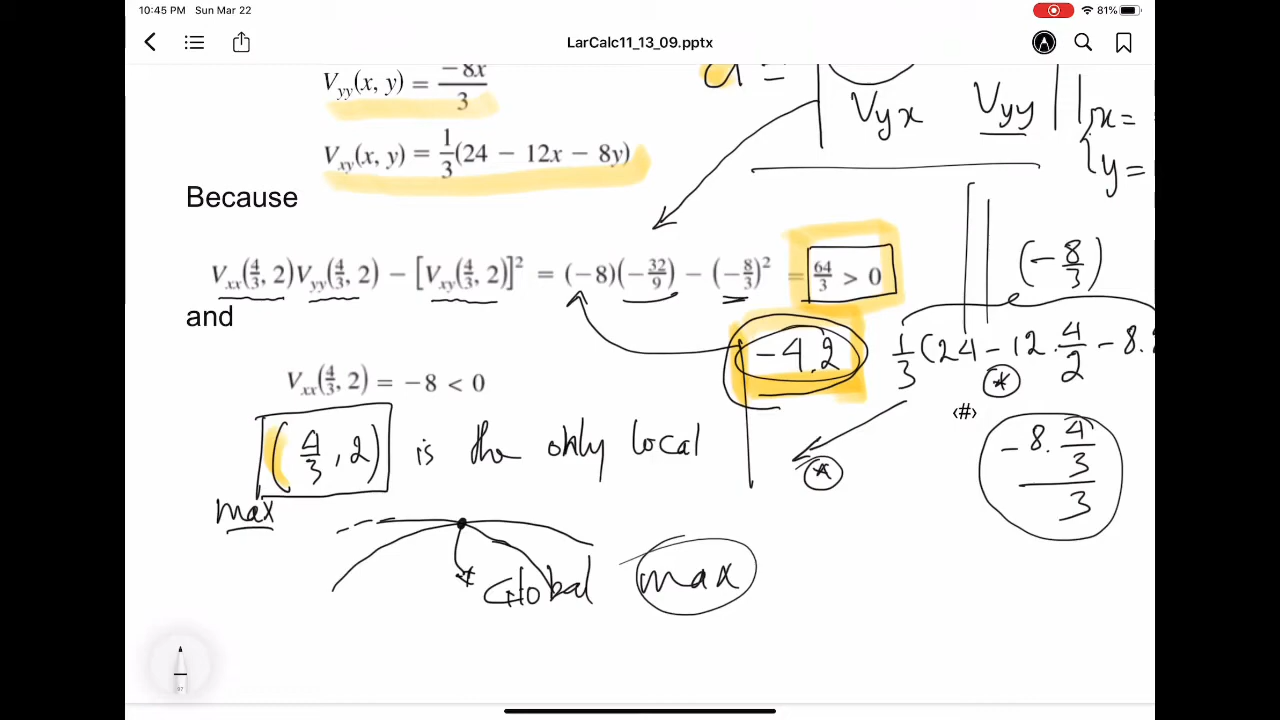 10:45 PM Sun Mar 22 81%
LarCalc11_13_09.pptx
V_yy(x, y) = −8x/3
d = | V_yx V_yy | x =
y =
V_xy(x, y) = 1/3(24 − 12x − 8y)
Because
V_xx(4/3, 2)V_yy(4/3, 2) − [V_xy(4/3, 2)]² = (−8)(−32/9) − (−8/3)² = 64/3 > 0
(−8/3)
and
−4.2
1/3 (24 − 12 . 4/2 − 8.
V_xx(4/3, 2) = −8 < 0
‹#›
(4/3, 2) is the only local
−8 . 4/3 / 3
max
Global max
97